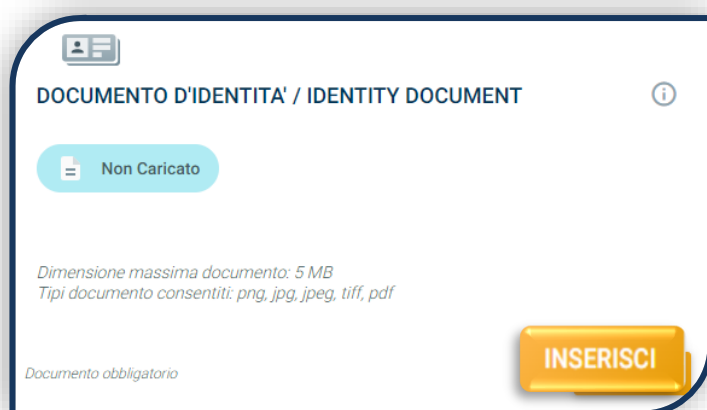 DOCUMENTO D'IDENTITA' / IDENTITY DOCUMENT
Non Caricato
Dimensione massima documento: 5 MB
Tipi documento consentiti: png, jpg, jpeg, tiff, pdf
INSERISCI
Documento obbligatorio